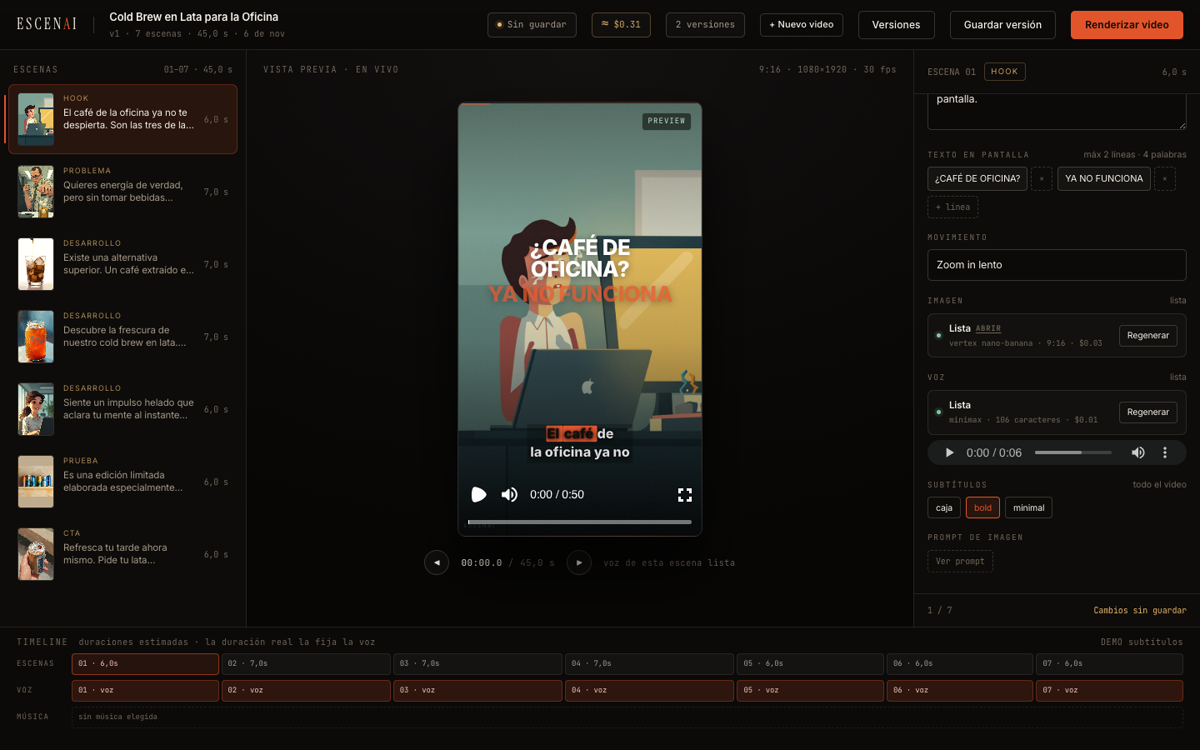 ESCENAI
Cold Brew en Lata para la Oficina
v1 · 7 escenas · 45,0 s · 6 de nov
Sin guardar
≈ $0.31
2 versiones
+ Nuevo video
Versiones
Guardar versión
Renderizar video
ESCENAS
01-07 · 45,0 s
HOOK
El café de la oficina ya no te
despierta. Son las tres de la…
6,0 s
PROBLEMA
Quieres energía de verdad,
pero sin tomar bebidas…
7,0 s
DESARROLLO
Existe una alternativa
superior. Un café extraído e…
7,0 s
DESARROLLO
Descubre la frescura de
nuestro cold brew en lata.…
7,0 s
DESARROLLO
Siente un impulso helado que
aclara tu mente al instante…
6,0 s
PRUEBA
Es una edición limitada
elaborada especialmente…
6,0 s
CTA
Refresca tu tarde ahora
mismo. Pide tu lata…
6,0 s
VISTA PREVIA · EN VIVO
9:16 · 1080×1920 · 30 fps
PREVIEW
¿CAFÉ DE
OFICINA?
YA NO FUNCIONA
El café de
la oficina ya no
0:00 / 0:50
00:00.0 / 45,0 s
voz de esta escena lista
ESCENA 01
HOOK
6,0 s
pantalla.
TEXTO EN PANTALLA
máx 2 líneas · 4 palabras
¿CAFÉ DE OFICINA?
×
YA NO FUNCIONA
×
+ línea
MOVIMIENTO
Zoom in lento
IMAGEN
lista
Lista ABRIR
vertex nano-banana · 9:16 · $0.03
Regenerar
VOZ
lista
Lista
minimax · 106 caracteres · $0.01
Regenerar
0:00 / 0:06
SUBTÍTULOS
todo el video
caja
bold
minimal
PROMPT DE IMAGEN
Ver prompt
1 / 7
Cambios sin guardar
TIMELINE duraciones estimadas · la duración real la fija la voz
DEMO subtítulos
ESCENAS
01 · 6,0s
02 · 7,0s
03 · 7,0s
04 · 7,0s
05 · 6,0s
06 · 6,0s
07 · 6,0s
VOZ
01 · voz
02 · voz
03 · voz
04 · voz
05 · voz
06 · voz
07 · voz
MÚSICA
sin música elegida